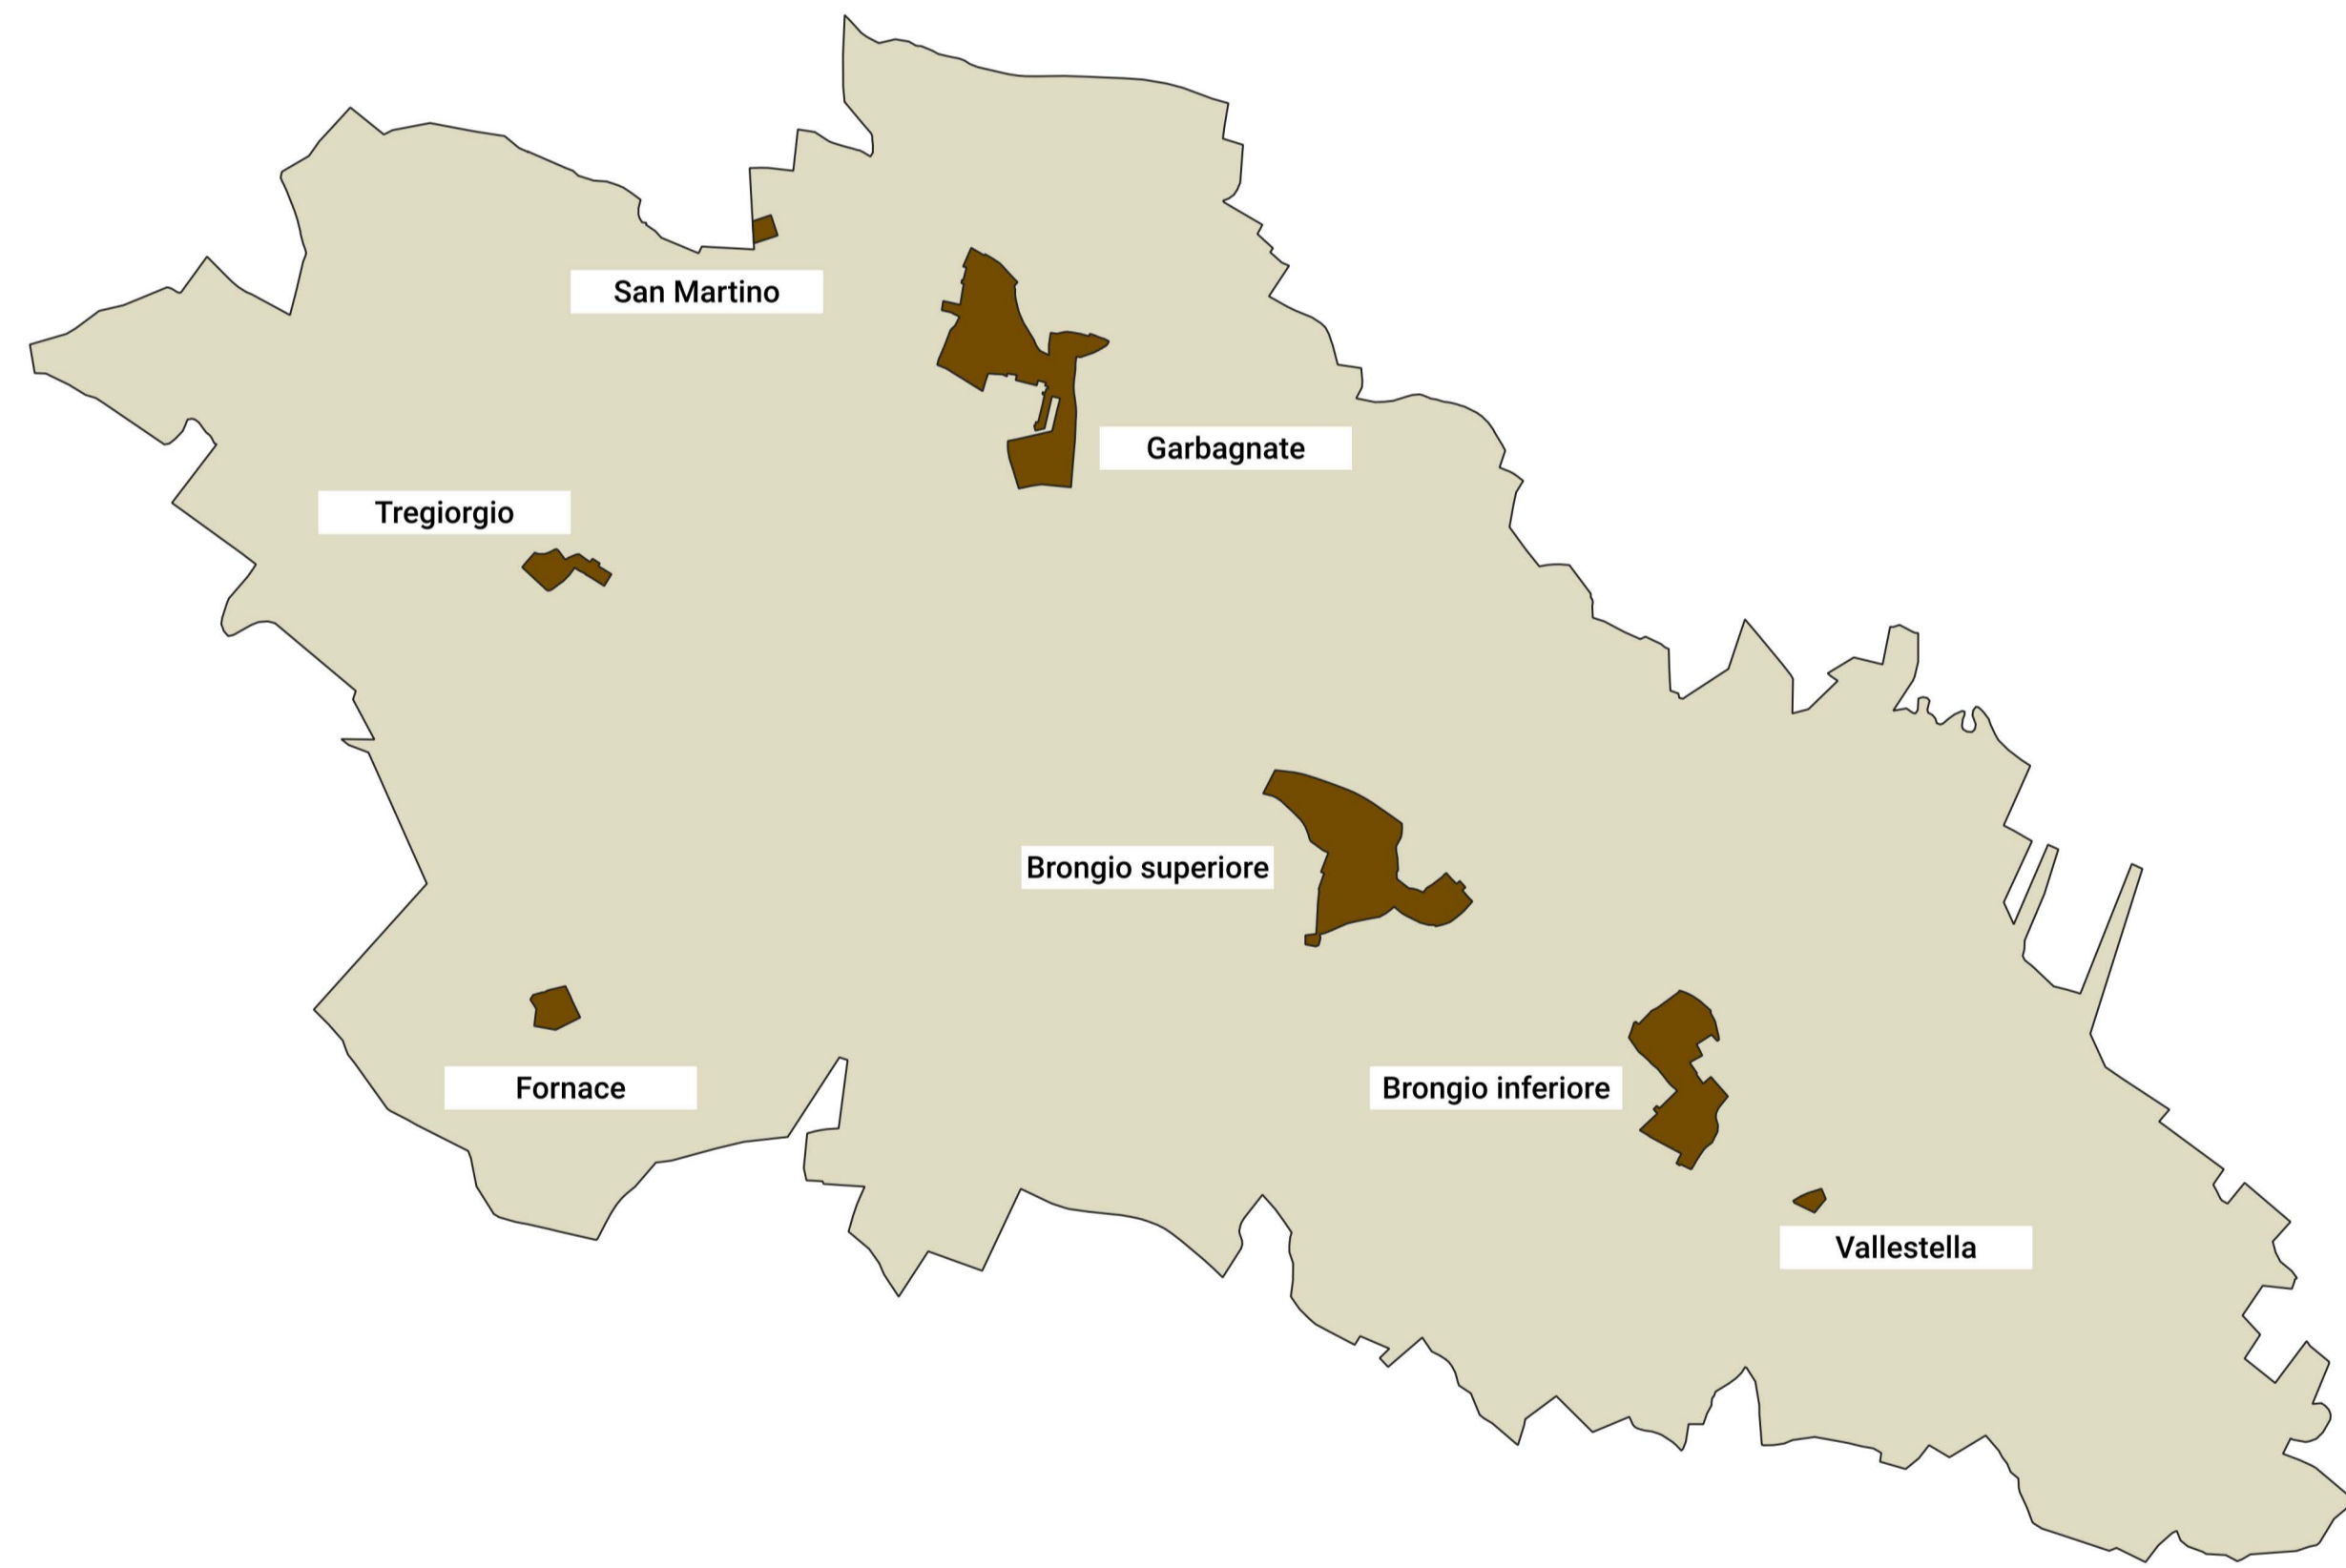 San Martino
Garbagnate
Tregiorgio
Brongio superiore
Fornace
Brongio inferiore
Vallestella